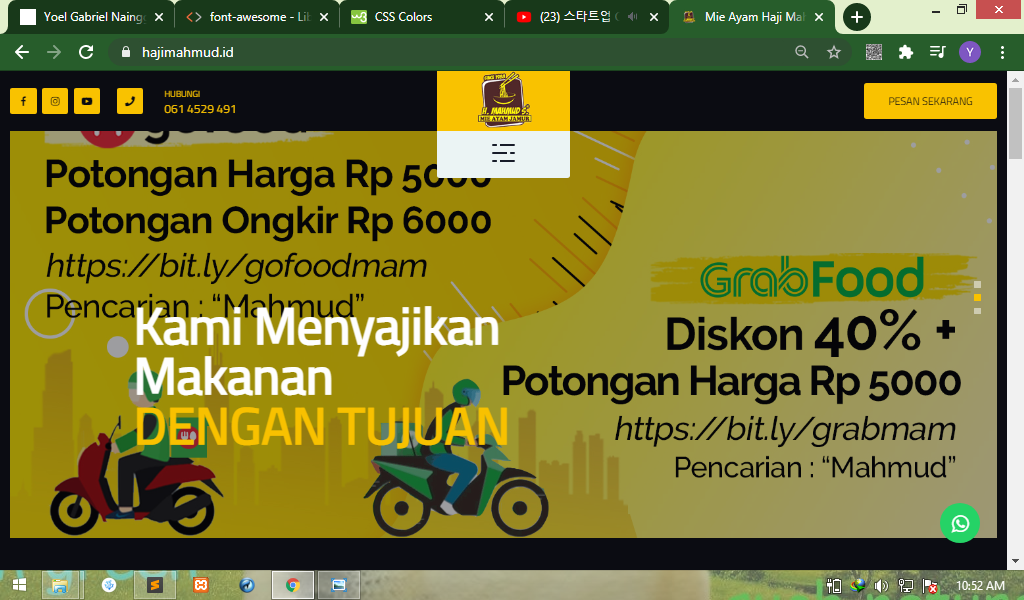 Yoel Gabriel Naingg
font-awesome - Lib
CSS Colors
(23) 스타트업
Mie Ayam Haji Mah
hajimahmud.id
Y
HUBUNGI
061 4529 491
SINCE 1998
H. MAHMUD
MIE AYAM JAMUR
PESAN SEKARANG
gofood
Potongan Harga Rp 5000
Potongan Ongkir Rp 6000
https://bit.ly/gofoodmam
Pencarian : “Mahmud”
Kami Menyajikan
Makanan
DENGAN TUJUAN
GrabFood
Diskon 40% +
Potongan Harga Rp 5000
https://bit.ly/grabmam
Pencarian : “Mahmud”
10:52 AM